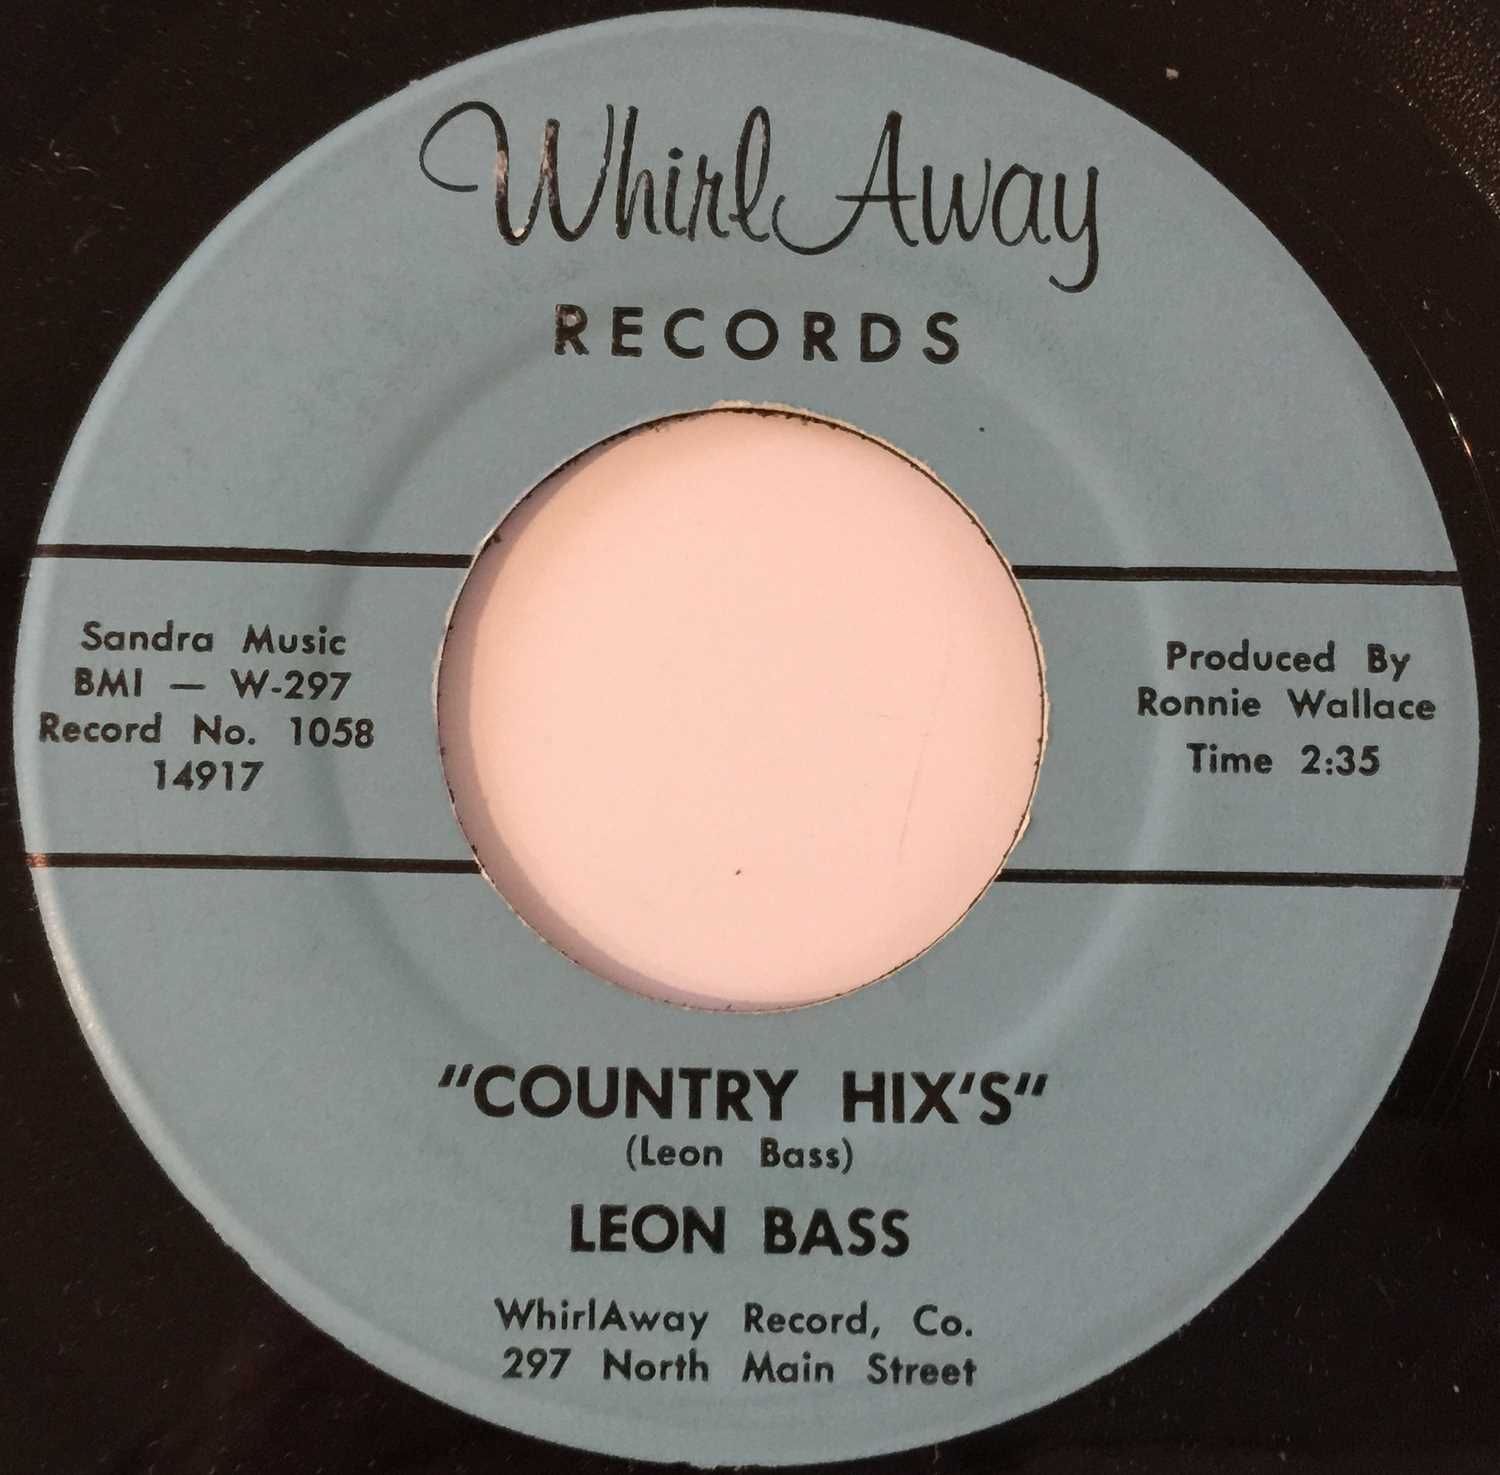 Whirl Away
RECORDS
Sandra Music
BMI — W-297
Record No. 1058
14917
Produced By
Ronnie Wallace
Time 2:35
"COUNTRY HIX'S"
(Leon Bass)
LEON BASS
WhirlAway Record, Co.
297 North Main Street